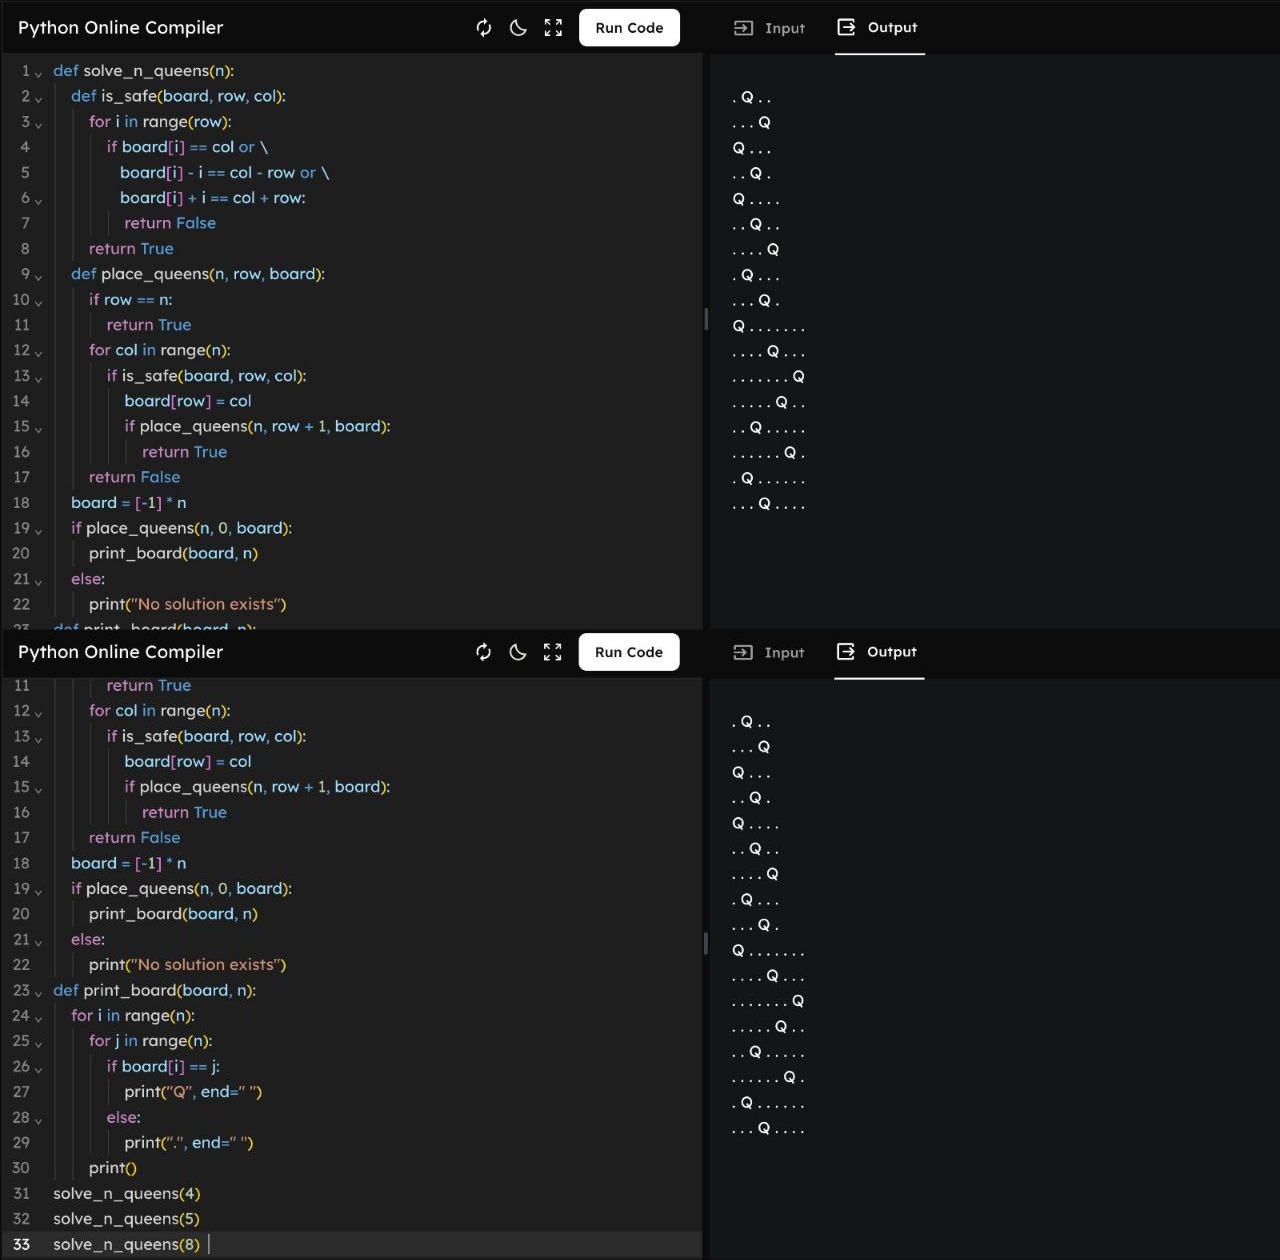 Python Online Compiler
Run Code
Input
Output
1 def solve_n_queens(n):
2 def is_safe(board, row, col):
3 for i in range(row):
4 if board[i] == col or \
5 board[i] - i == col - row or \
6 board[i] + i == col + row:
7 return False
8 return True
9 def place_queens(n, row, board):
10 if row == n:
11 return True
12 for col in range(n):
13 if is_safe(board, row, col):
14 board[row] = col
15 if place_queens(n, row + 1, board):
16 return True
17 return False
18 board = [-1] * n
19 if place_queens(n, 0, board):
20 print_board(board, n)
21 else:
22 print("No solution exists")
23 def print_board(board, n):
. Q . .
. . . Q
Q . . .
. . Q .
Q . . . .
. . Q . .
. . . . Q
. Q . . .
. . . Q .
Q . . . . . . .
. . . . Q . . .
. . . . . . . Q
. . . . . Q . .
. . Q . . . . .
. . . . . . Q .
. Q . . . . . .
. . . Q . . . .
Python Online Compiler
Run Code
Input
Output
11 return True
12 for col in range(n):
13 if is_safe(board, row, col):
14 board[row] = col
15 if place_queens(n, row + 1, board):
16 return True
17 return False
18 board = [-1] * n
19 if place_queens(n, 0, board):
20 print_board(board, n)
21 else:
22 print("No solution exists")
23 def print_board(board, n):
24 for i in range(n):
25 for j in range(n):
26 if board[i] == j:
27 print("Q", end=" ")
28 else:
29 print(".", end=" ")
30 print()
31 solve_n_queens(4)
32 solve_n_queens(5)
33 solve_n_queens(8)
. Q . .
. . . Q
Q . . .
. . Q .
Q . . . .
. . Q . .
. . . . Q
. Q . . .
. . . Q .
Q . . . . . . .
. . . . Q . . .
. . . . . . . Q
. . . . . Q . .
. . Q . . . . .
. . . . . . Q .
. Q . . . . . .
. . . Q . . . .